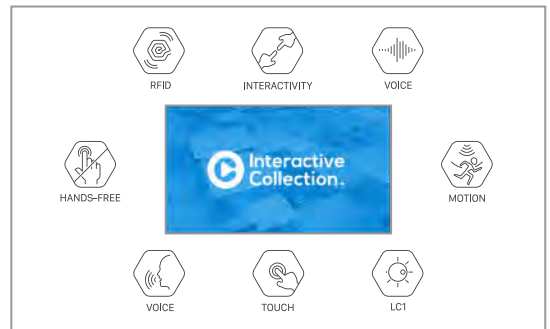 RFID
INTERACTIVITY
VOICE
Interactive
Collection.
HANDS-FREE
MOTION
VOICE
TOUCH
LC1